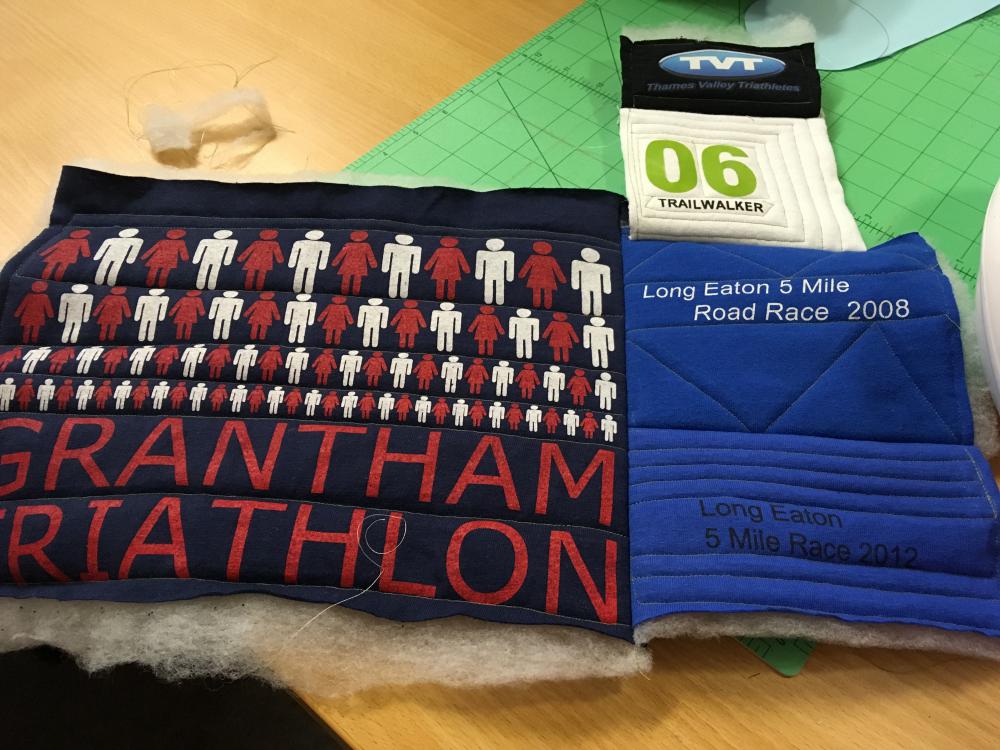 TVT
Thames Valley Triathletes
06
TRAILWALKER
Long Eaton 5 Mile
Road Race 2008
GRANTHAM
TRIATHLON
Long Eaton
5 Mile Race 2012